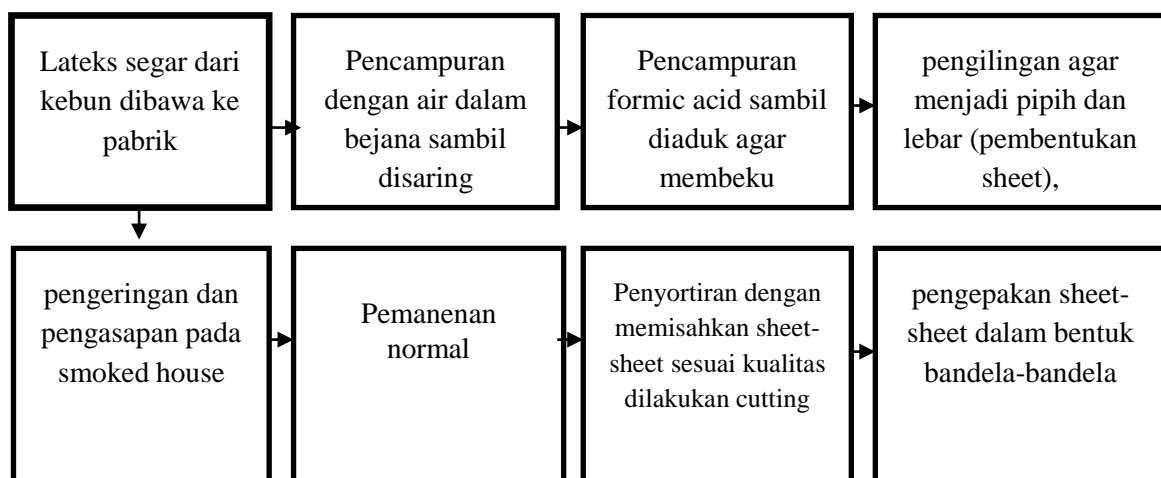 Lateks segar dari
kebun dibawa ke
pabrik
Pencampuran
dengan air dalam
bejana sambil
disaring
Pencampuran
formic acid sambil
diaduk agar
membeku
pengilingan agar
menjadi pipih dan
lebar (pembentukan
sheet),
pengeringan dan
pengasapan pada
smoked house
Pemanenan
normal
Penyortiran dengan
memisahkan sheet-
sheet sesuai kualitas
dilakukan cutting
pengepakan sheet-
sheet dalam bentuk
bandela-bandela